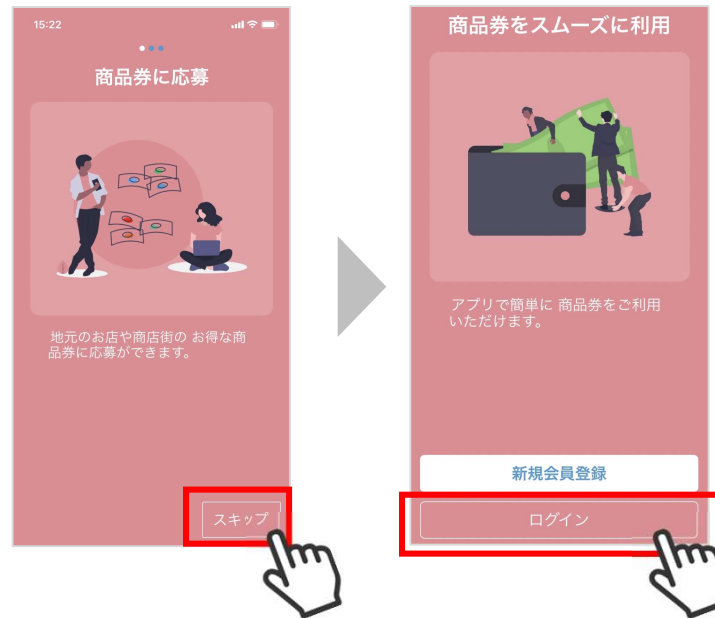 15:22
商品券に応募
地元のお店や商店街の お得な商
品券に応募ができます。
スキップ
商品券をスムーズに利用
アプリで簡単に 商品券をご利用
いただけます。
新規会員登録
ログイン